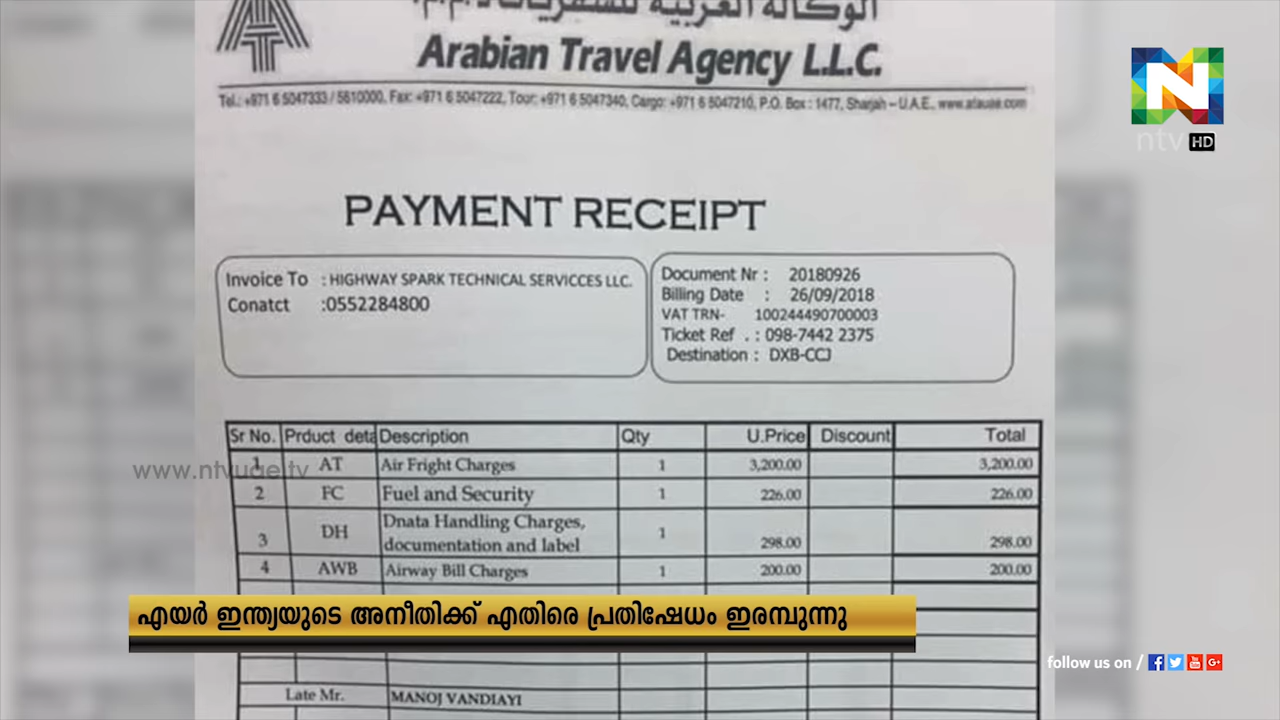 Arabian Travel Agency L.L.C.
Tel.: +971 6 5047333 / 5610000, Fax: +971 6 5047222, Tour: +971 6 5047340, Cargo: +971 6 5047210, P.O. Box : 1477, Sharjah – U.A.E., www.atauae.com
N
ntv HD
PAYMENT RECEIPT
Invoice To : HIGHWAY SPARK TECHNICAL SERVICCES LLC.
Conatct :0552284800
Document Nr : 20180926
Billing Date : 26/09/2018
VAT TRN- 100244490700003
Ticket Ref . : 098-7442 2375
Destination : DXB-CCJ
Sr No. Prduct deta Description Qty U.Price Discount Total
1 AT Air Fright Charges 1 3,200.00 3,200.00
www.ntvuae.tv
2 FC Fuel and Security 1 226.00 226.00
3 DH Dnata Handling Charges, documentation and label 1 298.00 298.00
4 AWB Airway Bill Charges 1 200.00 200.00
എയർ ഇന്ത്യയുടെ അനീതിക്ക് എതിരെ പ്രതിഷേധം ഇരമ്പുന്നു
follow us on /
Late Mr. MANOJ VANDIAYI